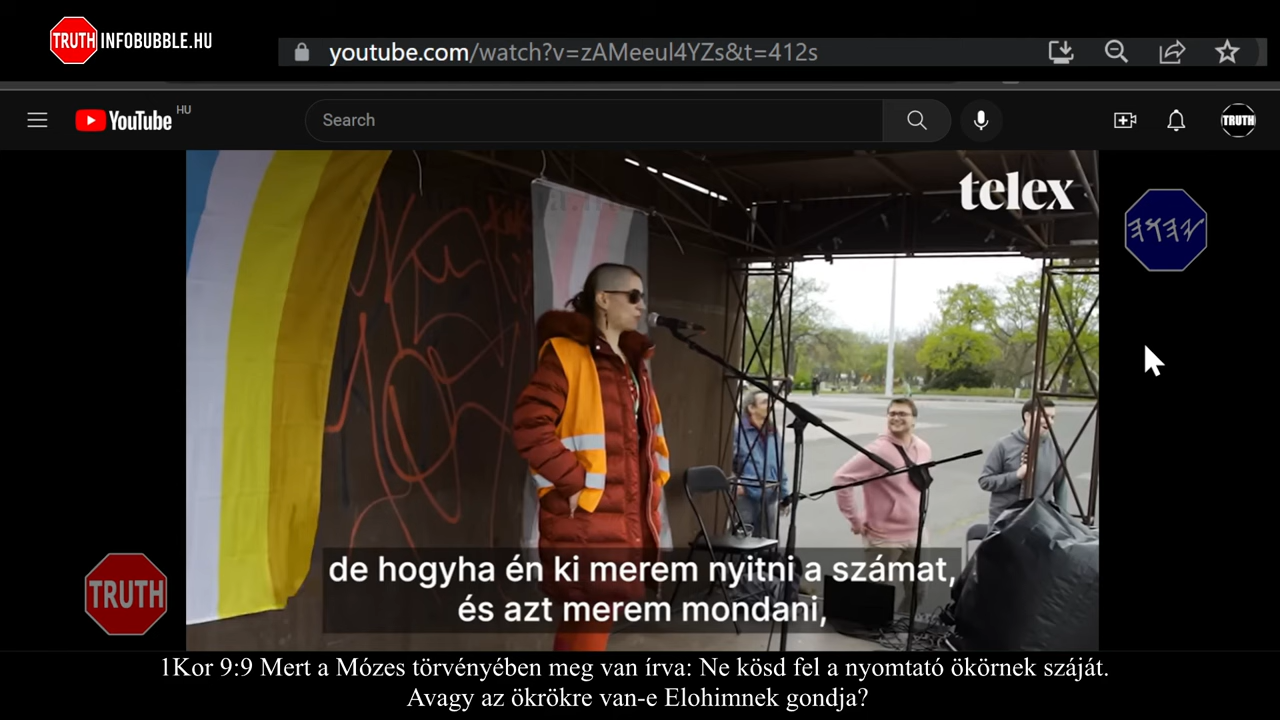 TRUTH INFOBUBBLE.HU
youtube.com/watch?v=zAMeeul4YZs&t=412s
YouTube HU
Search
TRUTH
telex
TRUTH
de hogyha én ki merem nyitni a számat,
és azt merem mondani,
1Kor 9:9 Mert a Mózes törvényében meg van írva: Ne kösd fel a nyomtató ökörnek száját.
Avagy az ökrökre van-e Elohimnek gondja?